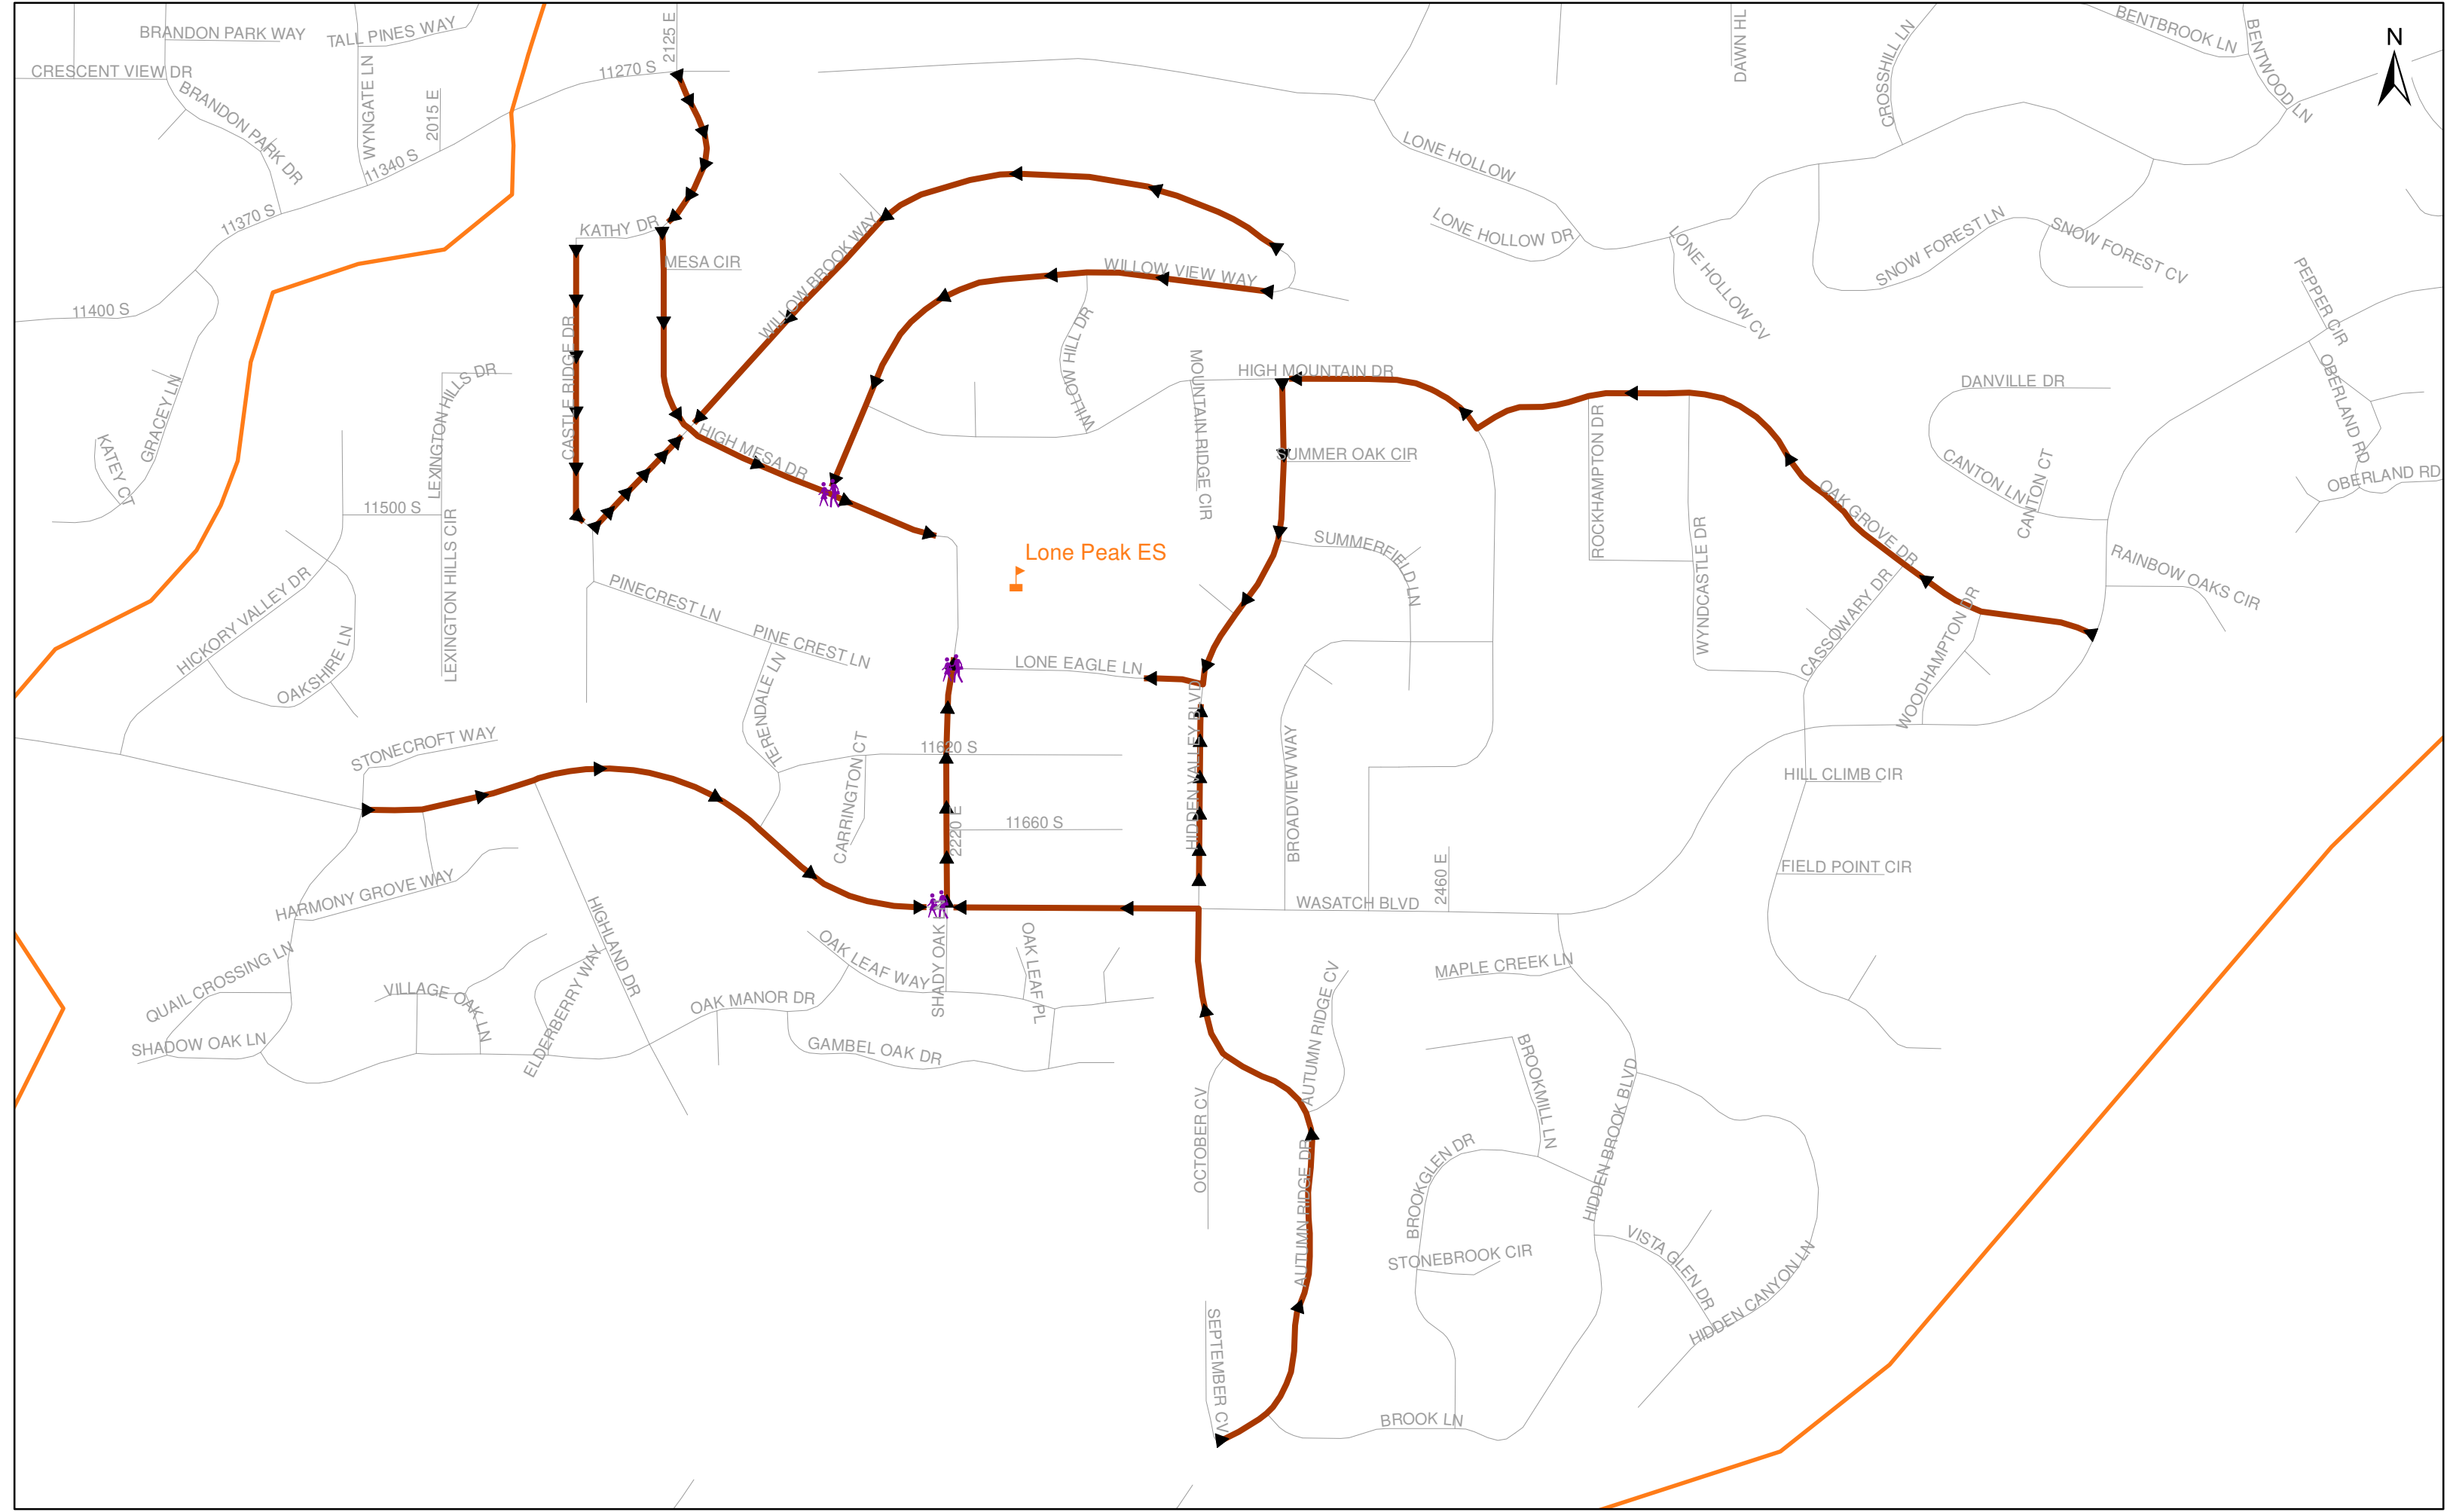 BRANDON PARK WAY
TALL PINES WAY
2125 E
DAWN HL
CROSSHILL LN
BENTBROOK LN
BENTWOOD LN
N
CRESCENT VIEW DR
BRANDON PARK DR
WYNGATE LN
2015 E
11270 S
11340 S
11370 S
LONE HOLLOW
LONE HOLLOW DR
LONE HOLLOW CV
SNOW FOREST LN
SNOW FOREST CV
KATHY DR
MESA CIR
WILLOW BROOK WAY
WILLOW VIEW WAY
WILLOW HILL DR
PEPPER CIR
11400 S
GRACEY LN
KATEY CT
LEXINGTON HILLS DR
CASTLE RIDGE DR
HIGH MESA DR
MOUNTAIN RIDGE CIR
HIGH MOUNTAIN DR
SUMMER OAK CIR
ROCKHAMPTON DR
OAK GROVE DR
DANVILLE DR
CANTON LN
CANTON CT
OBERLAND RD
OBERLAND RD
11500 S
LEXINGTON HILLS CIR
Lone Peak ES
SUMMERFIELD LN
WYNDCASTLE DR
RAINBOW OAKS CIR
HICKORY VALLEY DR
OAKSHIRE LN
PINECREST LN
PINE CREST LN
TERENDALE LN
LONE EAGLE LN
CASSOWARY DR
WOODHAMPTON DR
STONECROFT WAY
CARRINGTON CT
11620 S
11660 S
2220 E
HIDDEN VALLEY BLVD
BROADVIEW WAY
2460 E
HILL CLIMB CIR
FIELD POINT CIR
HARMONY GROVE WAY
HIGHLAND DR
WASATCH BLVD
QUAIL CROSSING LN
VILLAGE OAK LN
ELDERBERRY WAY
OAK LEAF WAY
SHADY OAK
OAK LEAF PL
MAPLE CREEK LN
SHADOW OAK LN
OAK MANOR DR
GAMBEL OAK DR
AUTUMN RIDGE CV
BROOKMILL LN
HIDDEN BROOK BLVD
OCTOBER CV
AUTUMN RIDGE DR
BROOKGLEN DR
STONEBROOK CIR
VISTA GLEN DR
HIDDEN CANYON LN
SEPTEMBER CV
BROOK LN